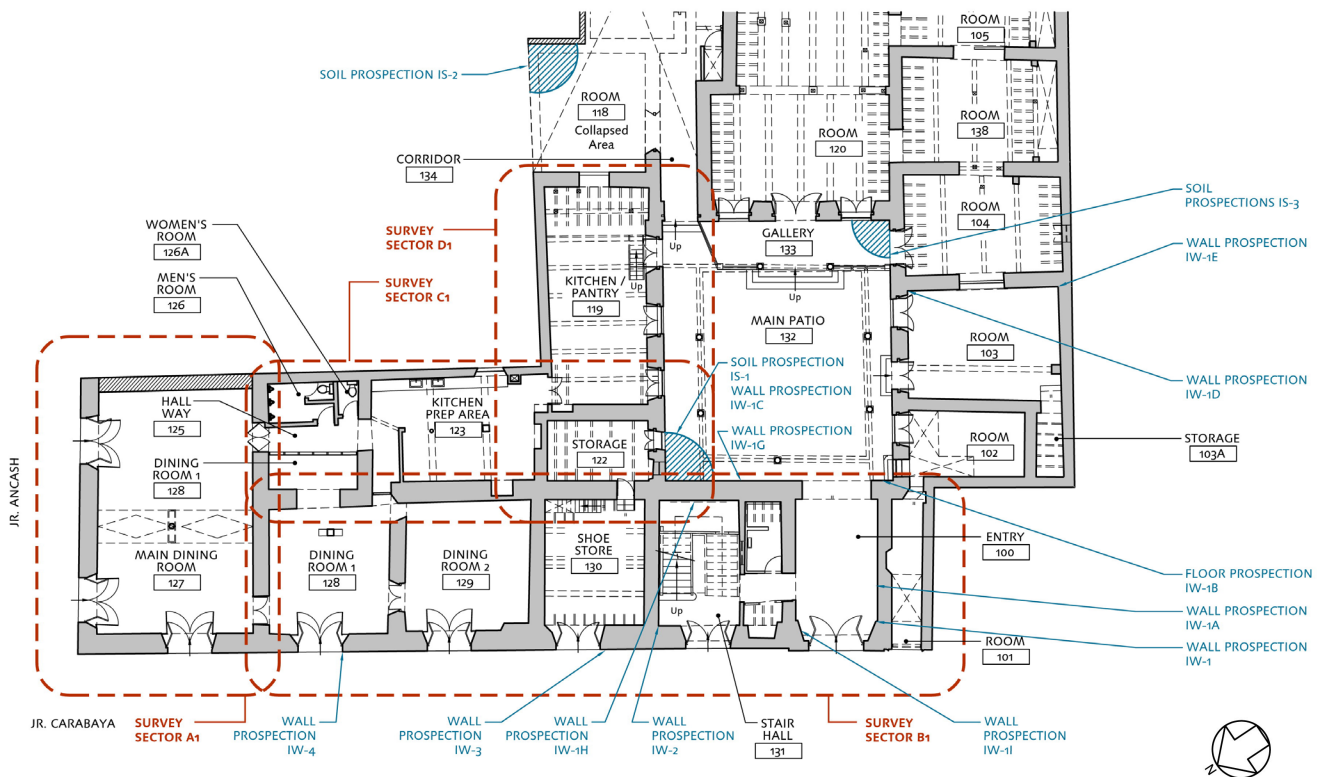 ROOM
105
SOIL PROSPECTION IS-2
ROOM
118
Collapsed
Area
ROOM
120
ROOM
138
CORRIDOR
134
ROOM
104
SOIL
PROSPECTIONS IS-3
WOMEN'S
ROOM
126A
SURVEY
SECTOR D1
Up
GALLERY
133
WALL PROSPECTION
IW-1E
MEN'S
ROOM
126
SURVEY
SECTOR C1
KITCHEN /
PANTRY
119
Up
Up
MAIN PATIO
132
ROOM
103
SOIL PROSPECTION
IS-1
WALL PROSPECTION
IW-1C
WALL PROSPECTION
IW-1D
HALL
WAY
125
KITCHEN
PREP AREA
123
WALL PROSPECTION
IW-1G
STORAGE
122
ROOM
102
STORAGE
103A
DINING
ROOM 1
128
JR. ANCASH
MAIN DINING
ROOM
127
DINING
ROOM 1
128
DINING
ROOM 2
129
SHOE
STORE
130
Up
ENTRY
100
FLOOR PROSPECTION
IW-1B
WALL PROSPECTION
IW-1A
ROOM
101
WALL PROSPECTION
IW-1
JR. CARABAYA
SURVEY
SECTOR A1
WALL
PROSPECTION
IW-4
WALL
PROSPECTION
IW-3
WALL
PROSPECTION
IW-1H
WALL
PROSPECTION
IW-2
STAIR
HALL
131
SURVEY
SECTOR B1
WALL
PROSPECTION
IW-1I
N